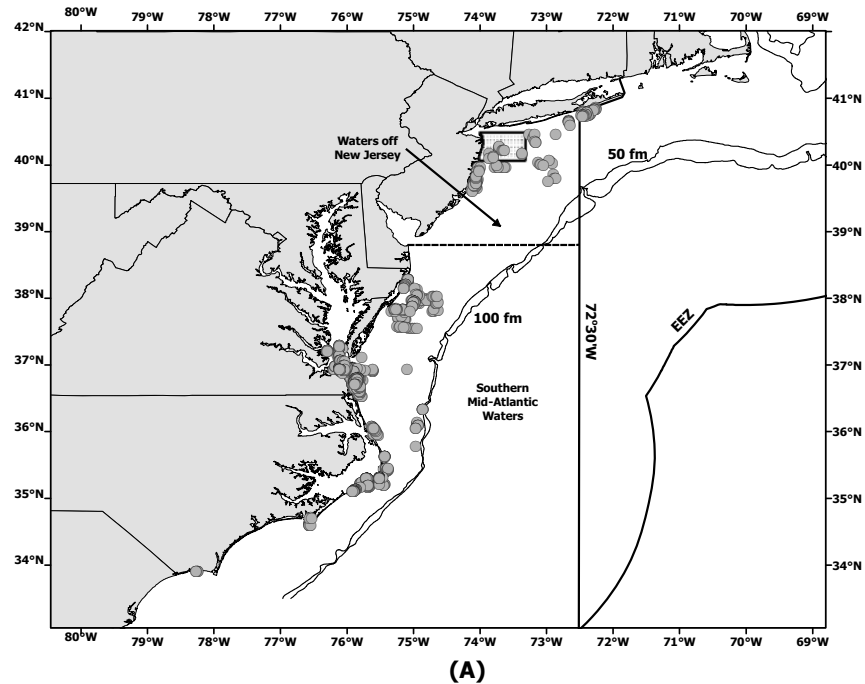 80°W 79°W 78°W 77°W 76°W 75°W 74°W 73°W 72°W 71°W 70°W 69°W
42°N 42°N
41°N 41°N
Waters off
New Jersey
50 fm
40°N 40°N
39°N 39°N
38°N 38°N
100 fm
72°30'W
EEZ
37°N 37°N
Southern
Mid-Atlantic
Waters
36°N 36°N
35°N 35°N
34°N 34°N
80°W 79°W 78°W 77°W 76°W 75°W 74°W 73°W 72°W 71°W 70°W 69°W
(A)